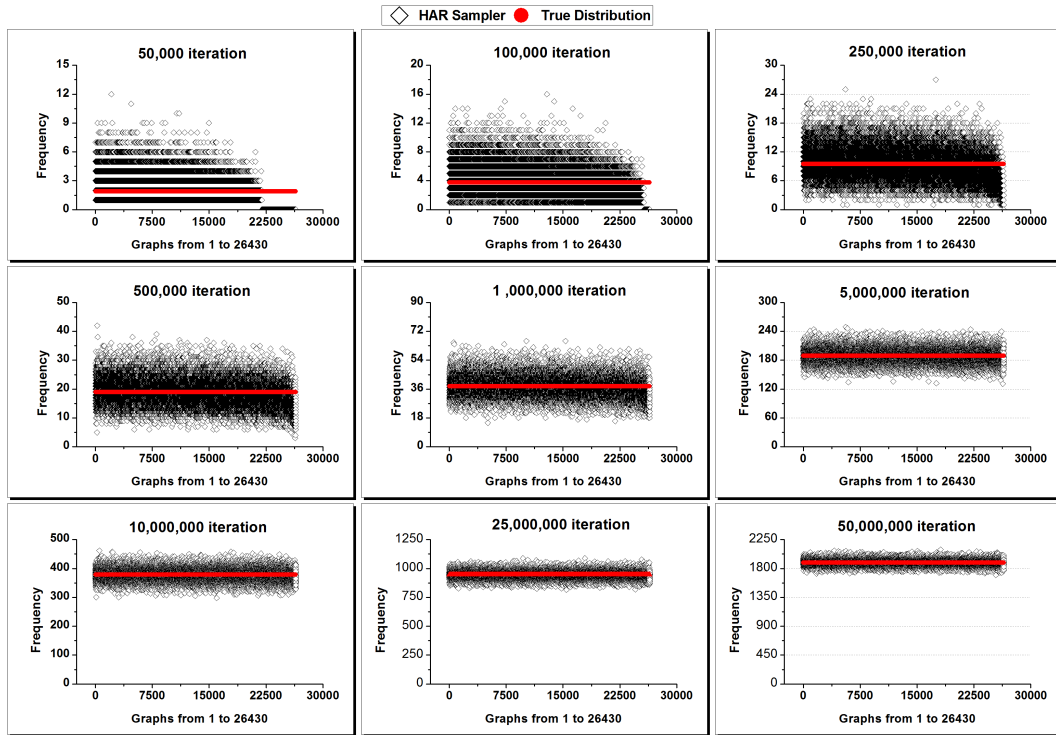 HAR Sampler True Distribution
50,000 iteration
15
12
9
6
3
0
Frequency
0 7500 15000 22500 30000
Graphs from 1 to 26430
100,000 iteration
20
16
12
8
4
0
Frequency
0 7500 15000 22500 30000
Graphs from 1 to 26430
250,000 iteration
30
24
18
12
6
0
Frequency
0 7500 15000 22500 30000
Graphs from 1 to 26430
500,000 iteration
50
40
30
20
10
0
Frequency
0 7500 15000 22500 30000
Graphs from 1 to 26430
1 ,000,000 iteration
90
72
54
36
18
0
Frequency
0 7500 15000 22500 30000
Graphs from 1 to 26430
5,000,000 iteration
300
240
180
120
60
0
Frequency
0 7500 15000 22500 30000
Graphs from 1 to 26430
10,000,000 iteration
500
400
300
200
100
0
Frequency
0 7500 15000 22500 30000
Graphs from 1 to 26430
25,000,000 iteration
1250
1000
750
500
250
0
Frequency
0 7500 15000 22500 30000
Graphs from 1 to 26430
50,000,000 iteration
2250
1800
1350
900
450
0
Frequency
0 7500 15000 22500 30000
Graphs from 1 to 26430